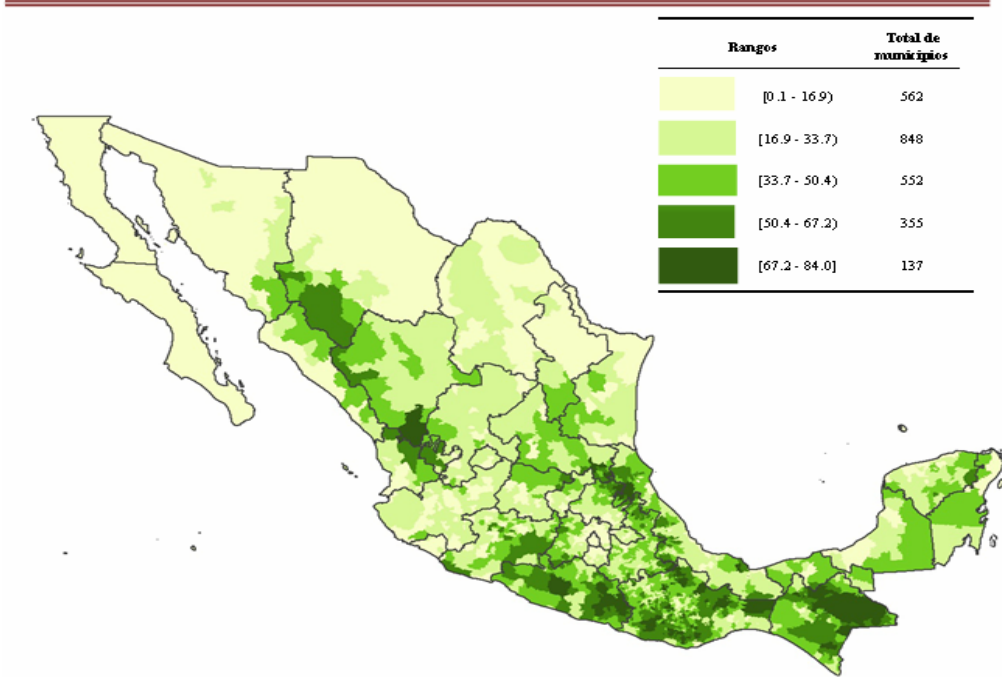 Rangos Total de
municipios
[0.1 - 16.9) 562
[16.9 - 33.7) 848
[33.7 - 50.4) 552
[50.4 - 67.2) 355
[67.2 - 84.0] 137